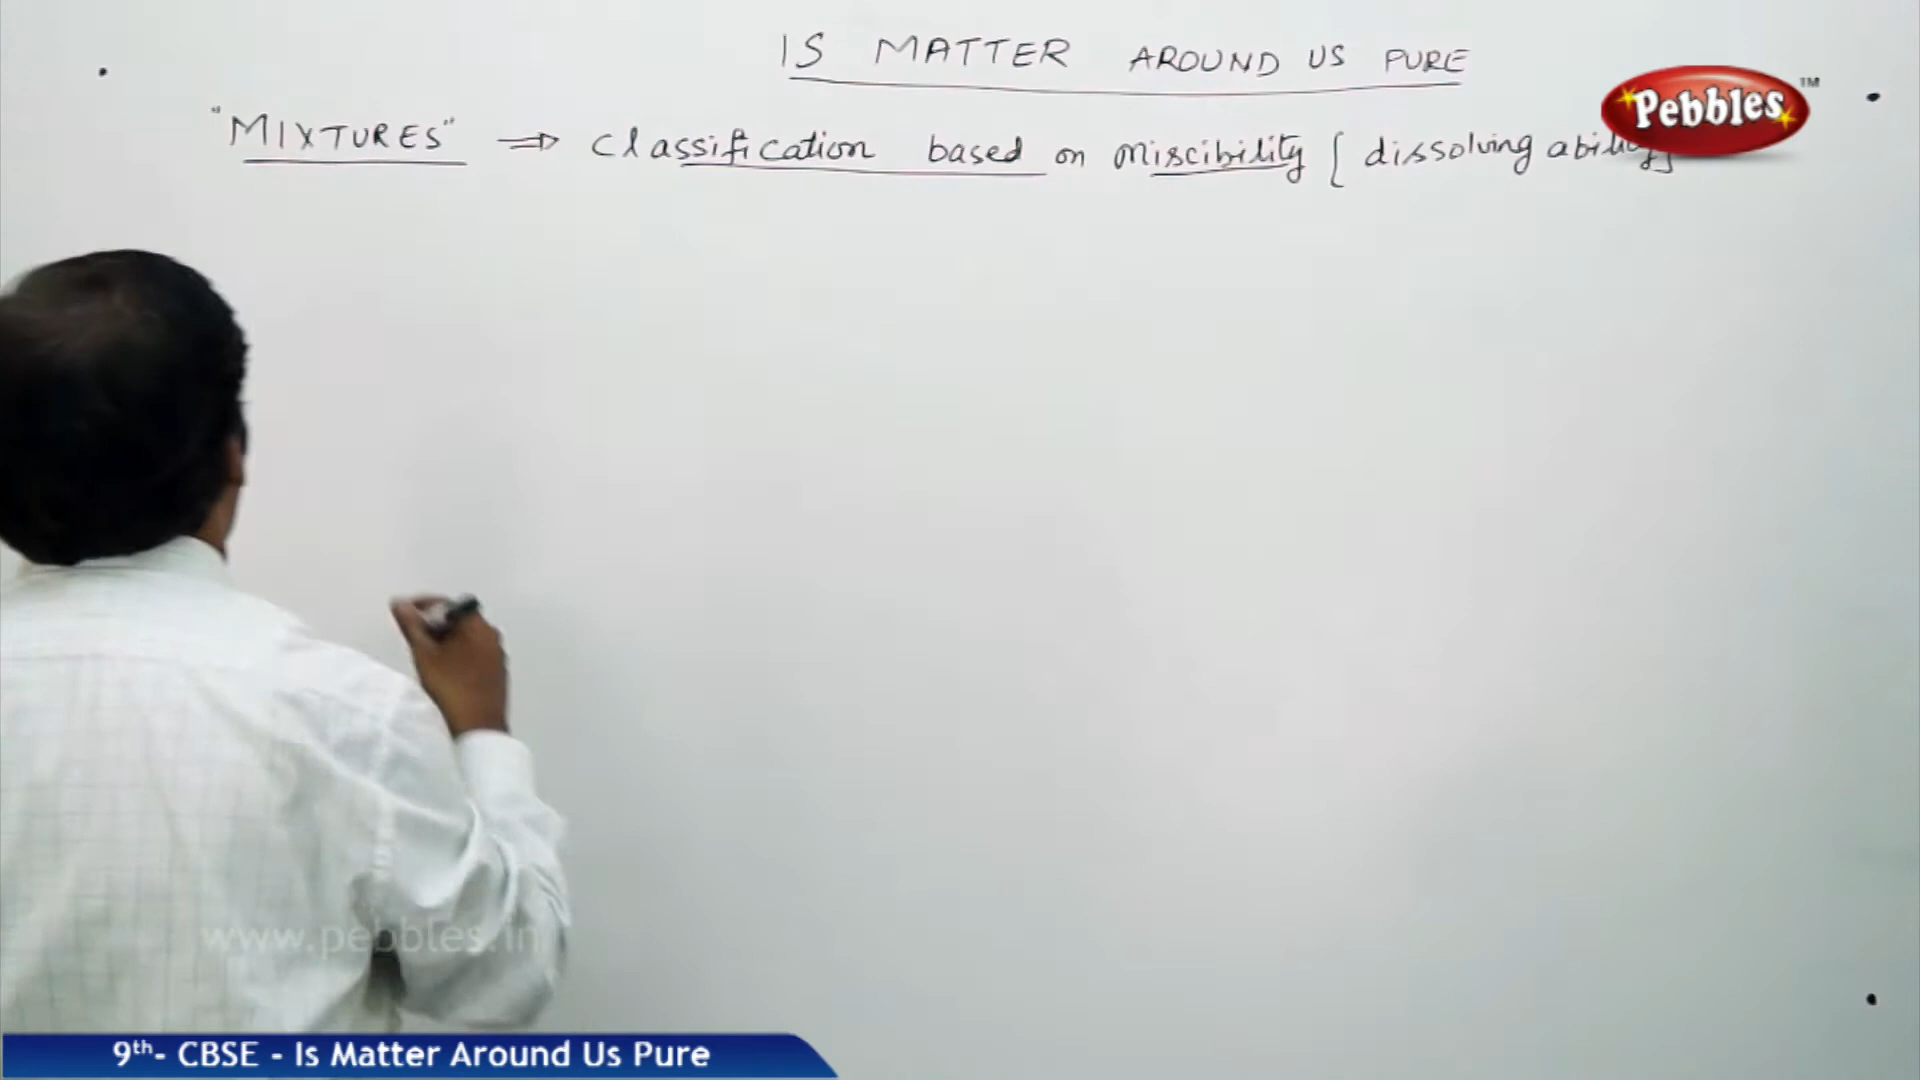 IS MATTER AROUND US PURE
Pebbles TM
"MIXTURES" ⇒ Classification based on Miscibility [dissolving ability]
www.pebbles.in
9th- CBSE - Is Matter Around Us Pure